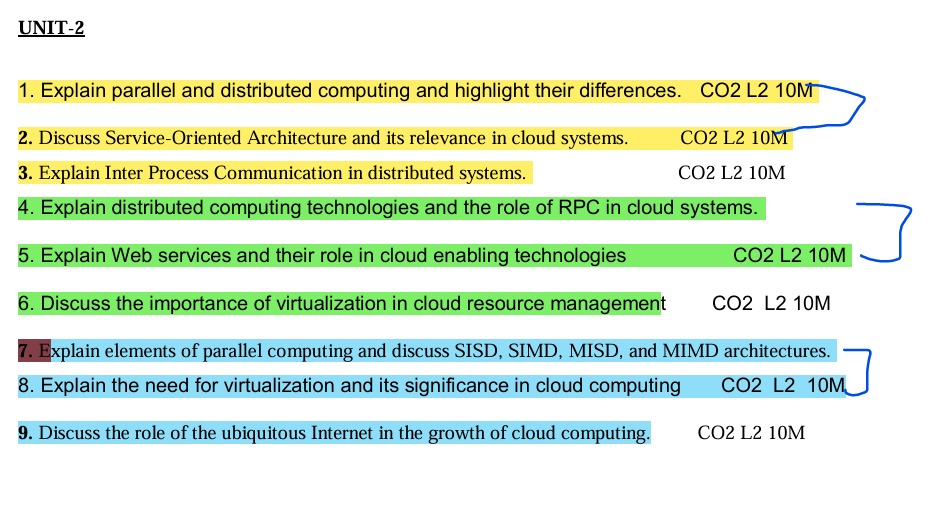 UNIT-2
1. Explain parallel and distributed computing and highlight their differences. CO2 L2 10M
2. Discuss Service-Oriented Architecture and its relevance in cloud systems. CO2 L2 10M
3. Explain Inter Process Communication in distributed systems. CO2 L2 10M
4. Explain distributed computing technologies and the role of RPC in cloud systems.
5. Explain Web services and their role in cloud enabling technologies CO2 L2 10M
6. Discuss the importance of virtualization in cloud resource management CO2 L2 10M
7. Explain elements of parallel computing and discuss SISD, SIMD, MISD, and MIMD architectures.
8. Explain the need for virtualization and its significance in cloud computing CO2 L2 10M
9. Discuss the role of the ubiquitous Internet in the growth of cloud computing. CO2 L2 10M